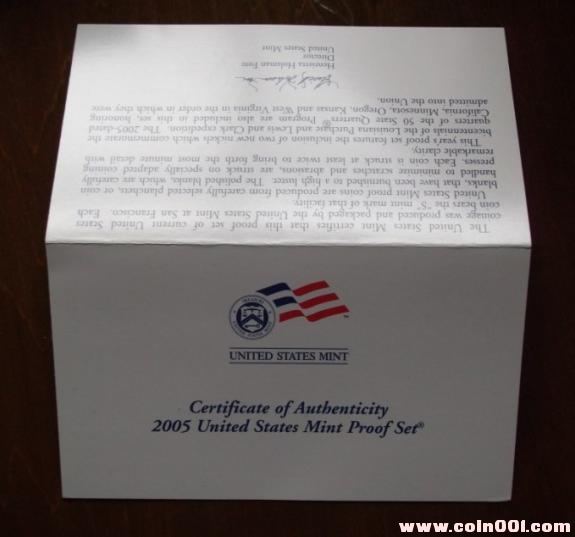 The United States Mint certifies that this proof set of current United States
coinage was produced and packaged by the United States Mint at San Francisco. Each
coin bears the "S" mint mark of that facility.
United States Mint proof coins are produced from carefully selected planchets, or coin
blanks, that have been burnished to a high luster. The polished blanks, which are carefully
handled to minimize scratches and abrasions, are struck on specially adapted coining
presses. Each coin is struck at least twice to bring forth the most minute detail with
remarkable clarity.
This years proof set features the inclusion of two new nickels which commemorate the
bicentennial of the Louisiana Purchase and Lewis and Clark expedition. The 2005-dated
quarters of the 50 State Quarters® Program are also included in this set, honoring
California, Minnesota, Oregon, Kansas and West Virginia in the order in which they were
admitted into the Union.
Henrietta Holsman Fore
Director
United States Mint
UNITED STATES MINT
Certificate of Authenticity
2005 United States Mint Proof Set®
www.coin001.com